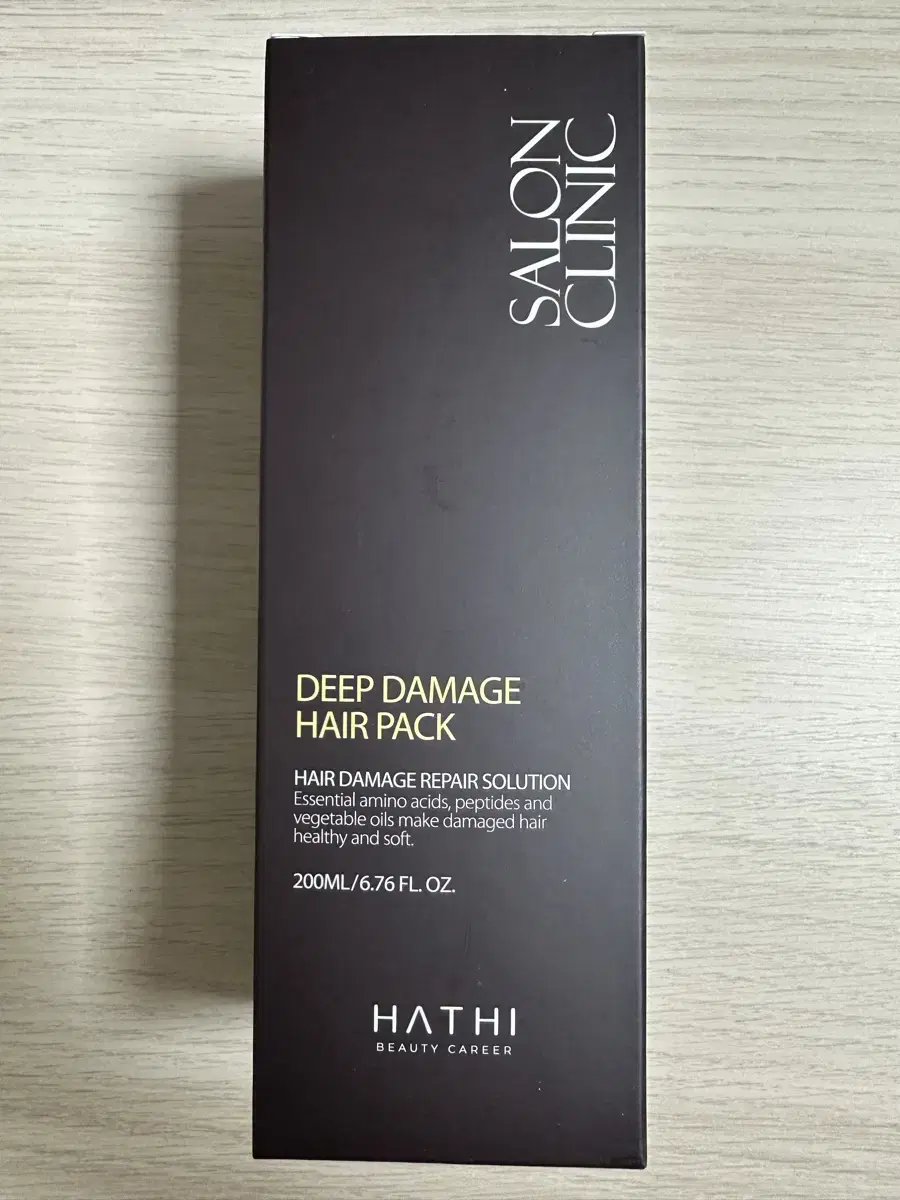 SALON
CLINIC
DEEP DAMAGE
HAIR PACK
HAIR DAMAGE REPAIR SOLUTION
Essential amino acids, peptides and
vegetable oils make damaged hair
healthy and soft.
200ML/6.76 FL. OZ.
HATHI
BEAUTY CAREER